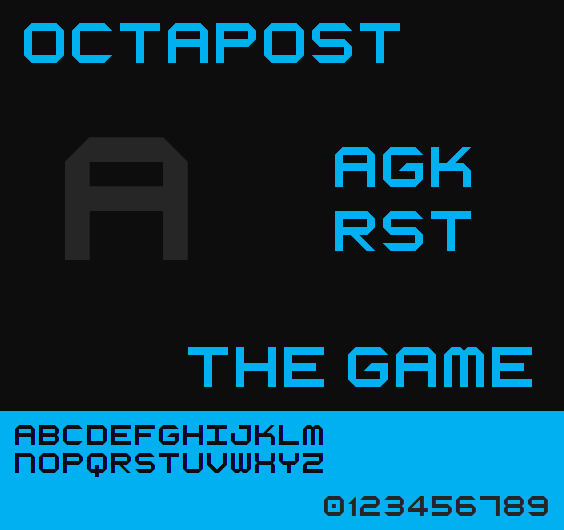 OCTAPOST
A
AGK
RST
THE GAME
ABCDEFGHIJKLM
NOPQRSTUVWXYZ
0123456789